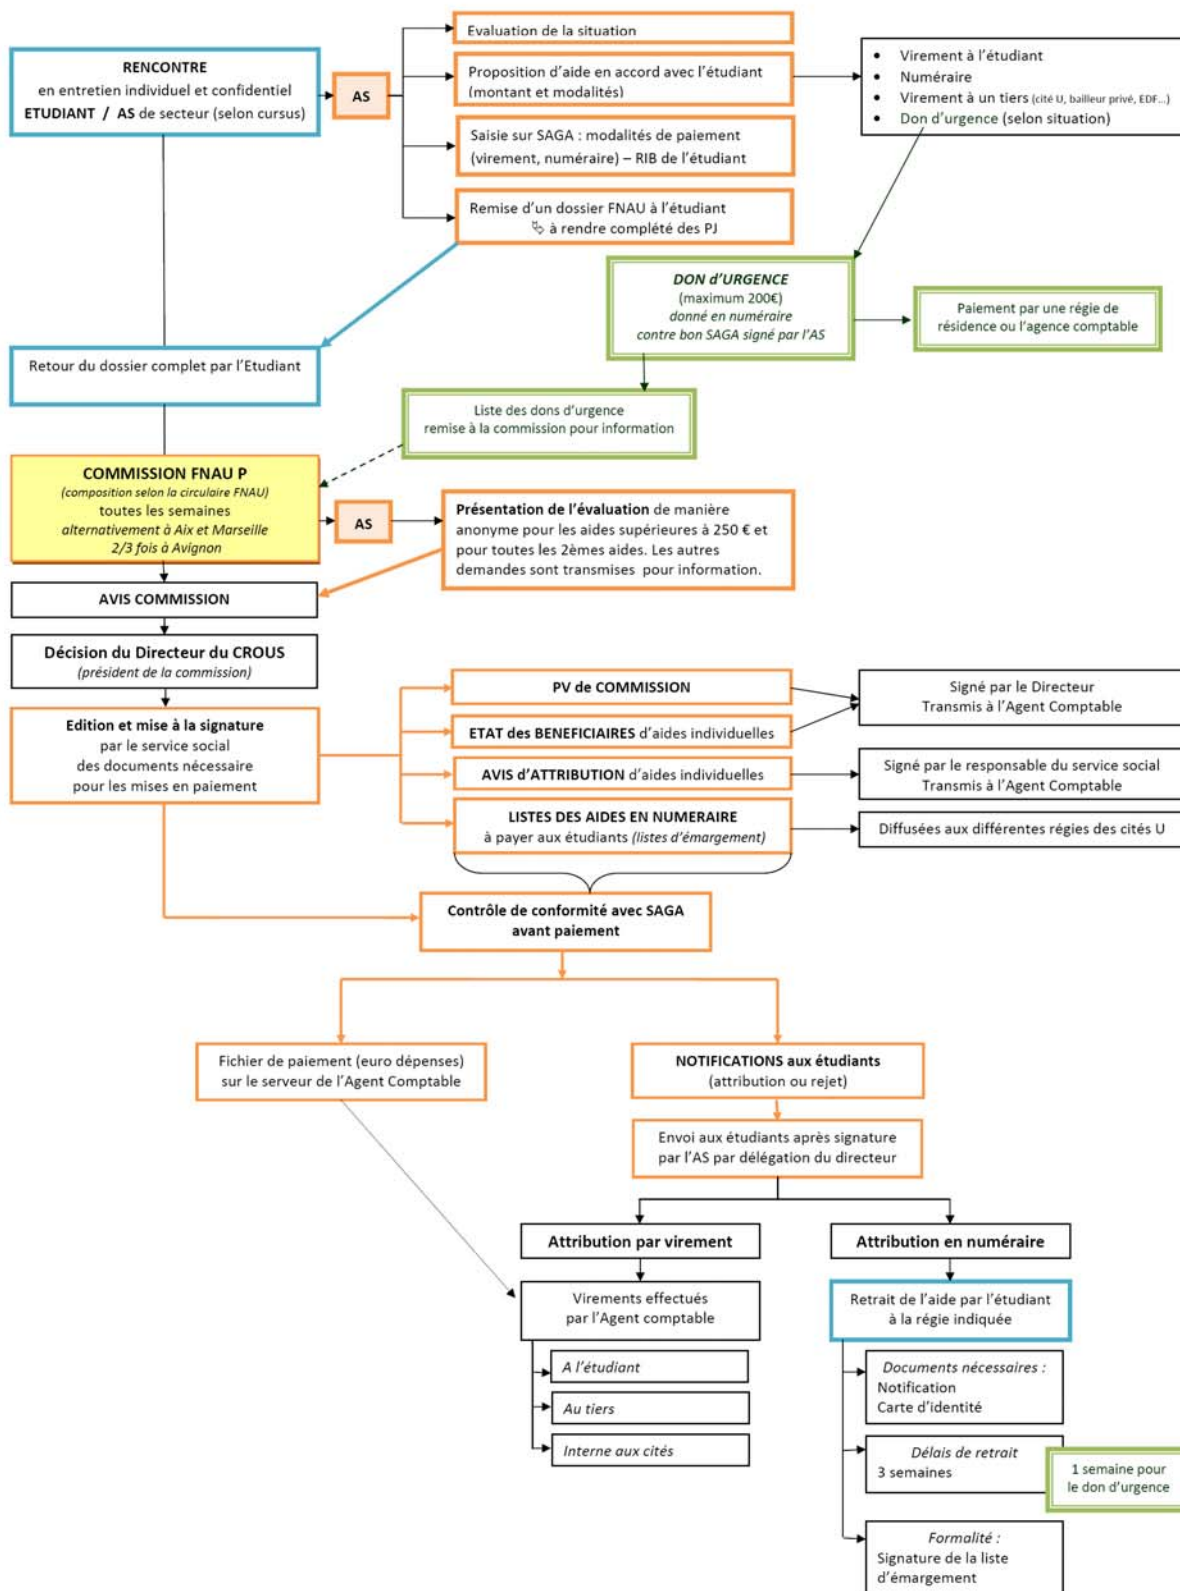 RENCONTRE
en entretien individuel et confidentiel
ETUDIANT / AS de secteur (selon cursus)
AS
Evaluation de la situation
Proposition d'aide en accord avec l'étudiant
(montant et modalités)
Saisie sur SAGA : modalités de paiement
(virement, numéraire) – RIB de l'étudiant
Remise d'un dossier FNAU à l'étudiant
à rendre complété des PJ
• Virement à l'étudiant
• Numéraire
• Virement à un tiers (cité U, bailleur privé, EDF...)
• Don d'urgence (selon situation)
DON d'URGENCE
(maximum 200€)
donné en numéraire
contre bon SAGA signé par l'AS
Paiement par une régie de
résidence ou l'agence comptable
Retour du dossier complet par l'Etudiant
Liste des dons d'urgence
remise à la commission pour information
COMMISSION FNAU P
(composition selon la circulaire FNAU)
toutes les semaines
alternativement à Aix et Marseille
2/3 fois à Avignon
AS
Présentation de l'évaluation de manière
anonyme pour les aides supérieures à 250 € et
pour toutes les 2èmes aides. Les autres
demandes sont transmises pour information.
AVIS COMMISSION
Décision du Directeur du CROUS
(président de la commission)
Edition et mise à la signature
par le service social
des documents nécessaire
pour les mises en paiement
PV de COMMISSION
ETAT des BENEFICIAIRES d'aides individuelles
Signé par le Directeur
Transmis à l'Agent Comptable
AVIS d'ATTRIBUTION d'aides individuelles
Signé par le responsable du service social
Transmis à l'Agent Comptable
LISTES DES AIDES EN NUMERAIRE
à payer aux étudiants (listes d'émargement)
Diffusées aux différentes régies des cités U
Contrôle de conformité avec SAGA
avant paiement
Fichier de paiement (euro dépenses)
sur le serveur de l'Agent Comptable
NOTIFICATIONS aux étudiants
(attribution ou rejet)
Envoi aux étudiants après signature
par l'AS par délégation du directeur
Attribution par virement
Attribution en numéraire
Virements effectués
par l'Agent comptable
Retrait de l'aide par l'étudiant
à la régie indiquée
A l'étudiant
Au tiers
Interne aux cités
Documents nécessaires :
Notification
Carte d'identité
Délais de retrait
3 semaines
1 semaine pour
le don d'urgence
Formalité :
Signature de la liste
d'émargement